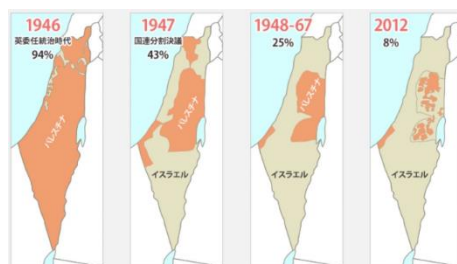 1946
英委任統治時代
94%
パレスチナ
1947
国連分割決議
43%
パレスチナ
イスラエル
1948-67
25%
パレスチナ
イスラエル
2012
8%
イスラエル